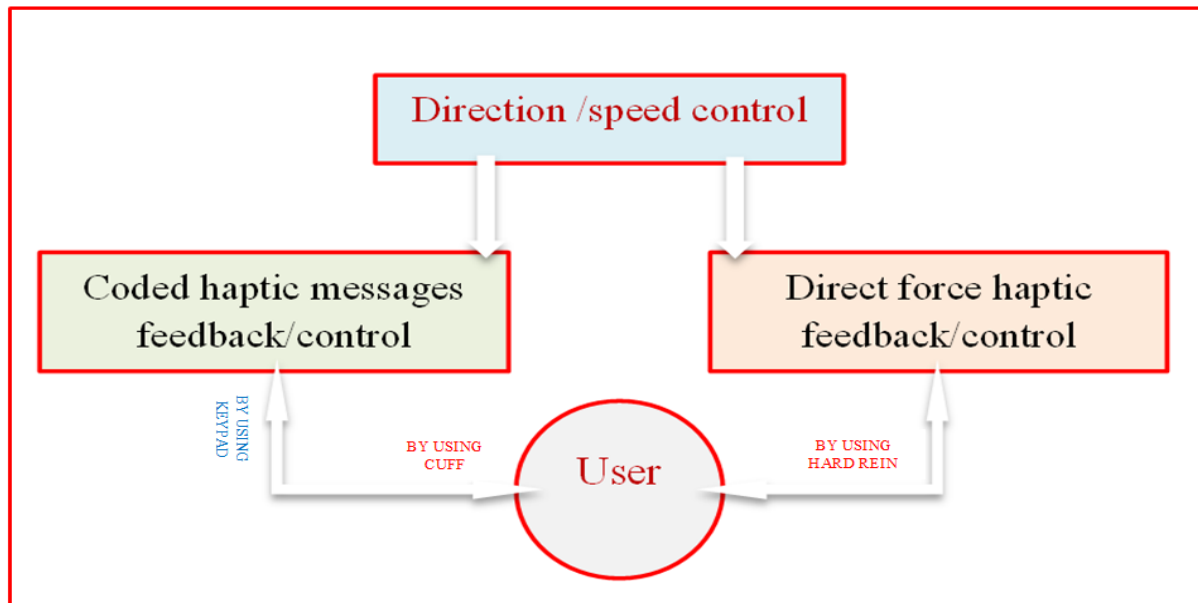 Direction /speed control
Coded haptic messages
feedback/control
Direct force haptic
feedback/control
BY USING
KEYPAD
BY USING
CUFF
User
BY USING
HARD REIN